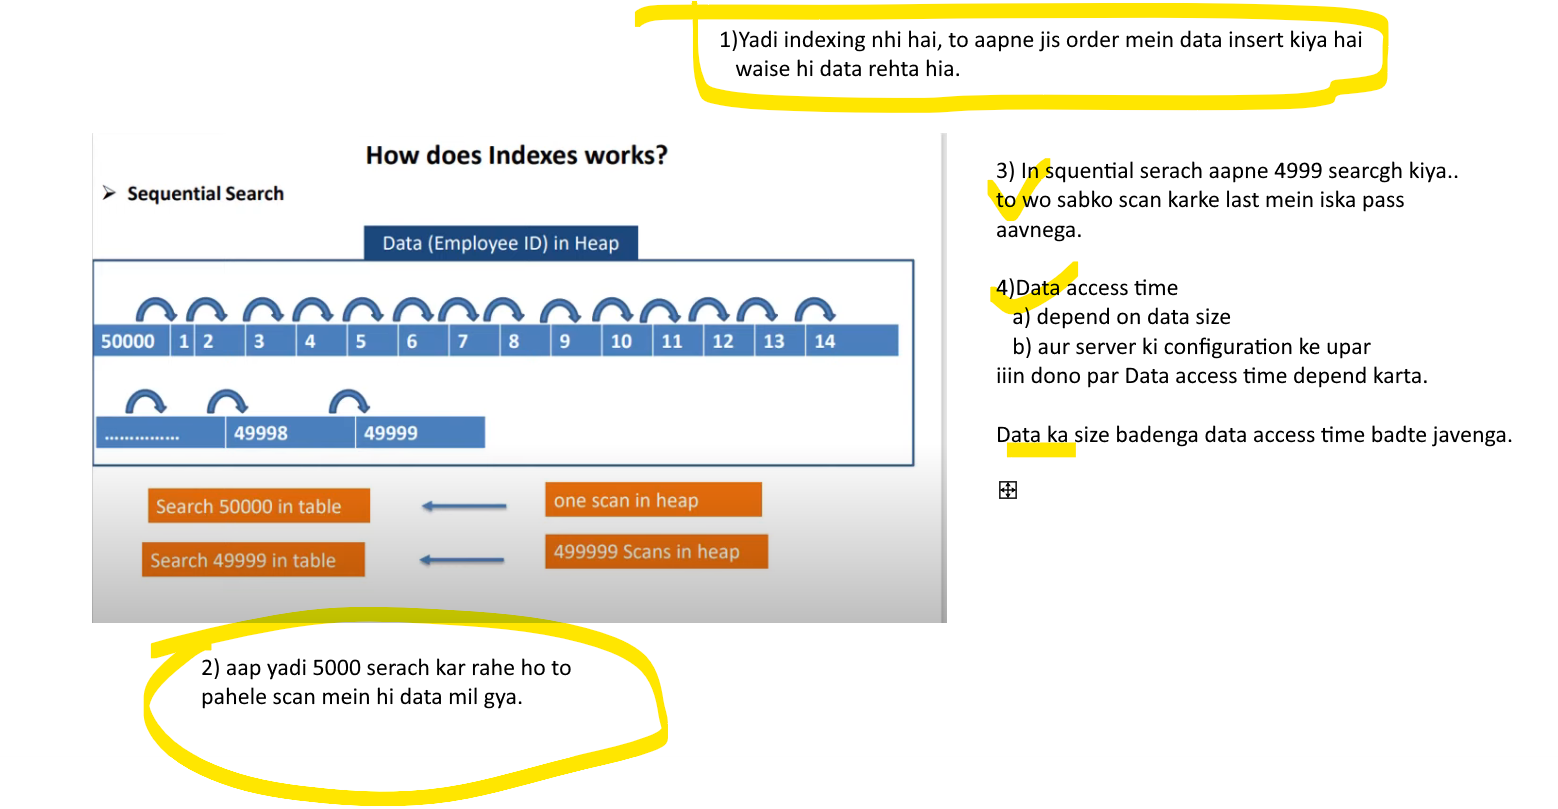 1)Yadi indexing nhi hai, to aapne jis order mein data insert kiya hai
waise hi data rehta hia.
How does Indexes works?
➢ Sequential Search
Data (Employee ID) in Heap
50000 1 2 3 4 5 6 7 8 9 10 11 12 13 14
............... 49998 49999
Search 50000 in table
one scan in heap
Search 49999 in table
499999 Scans in heap
3) In squential serach aapne 4999 searcgh kiya..
to wo sabko scan karke last mein iska pass
aavnega.
4)Data access time
a) depend on data size
b) aur server ki configuration ke upar
iiin dono par Data access time depend karta.
Data ka size badenga data access time badte javenga.
2) aap yadi 5000 serach kar rahe ho to
pahele scan mein hi data mil gya.